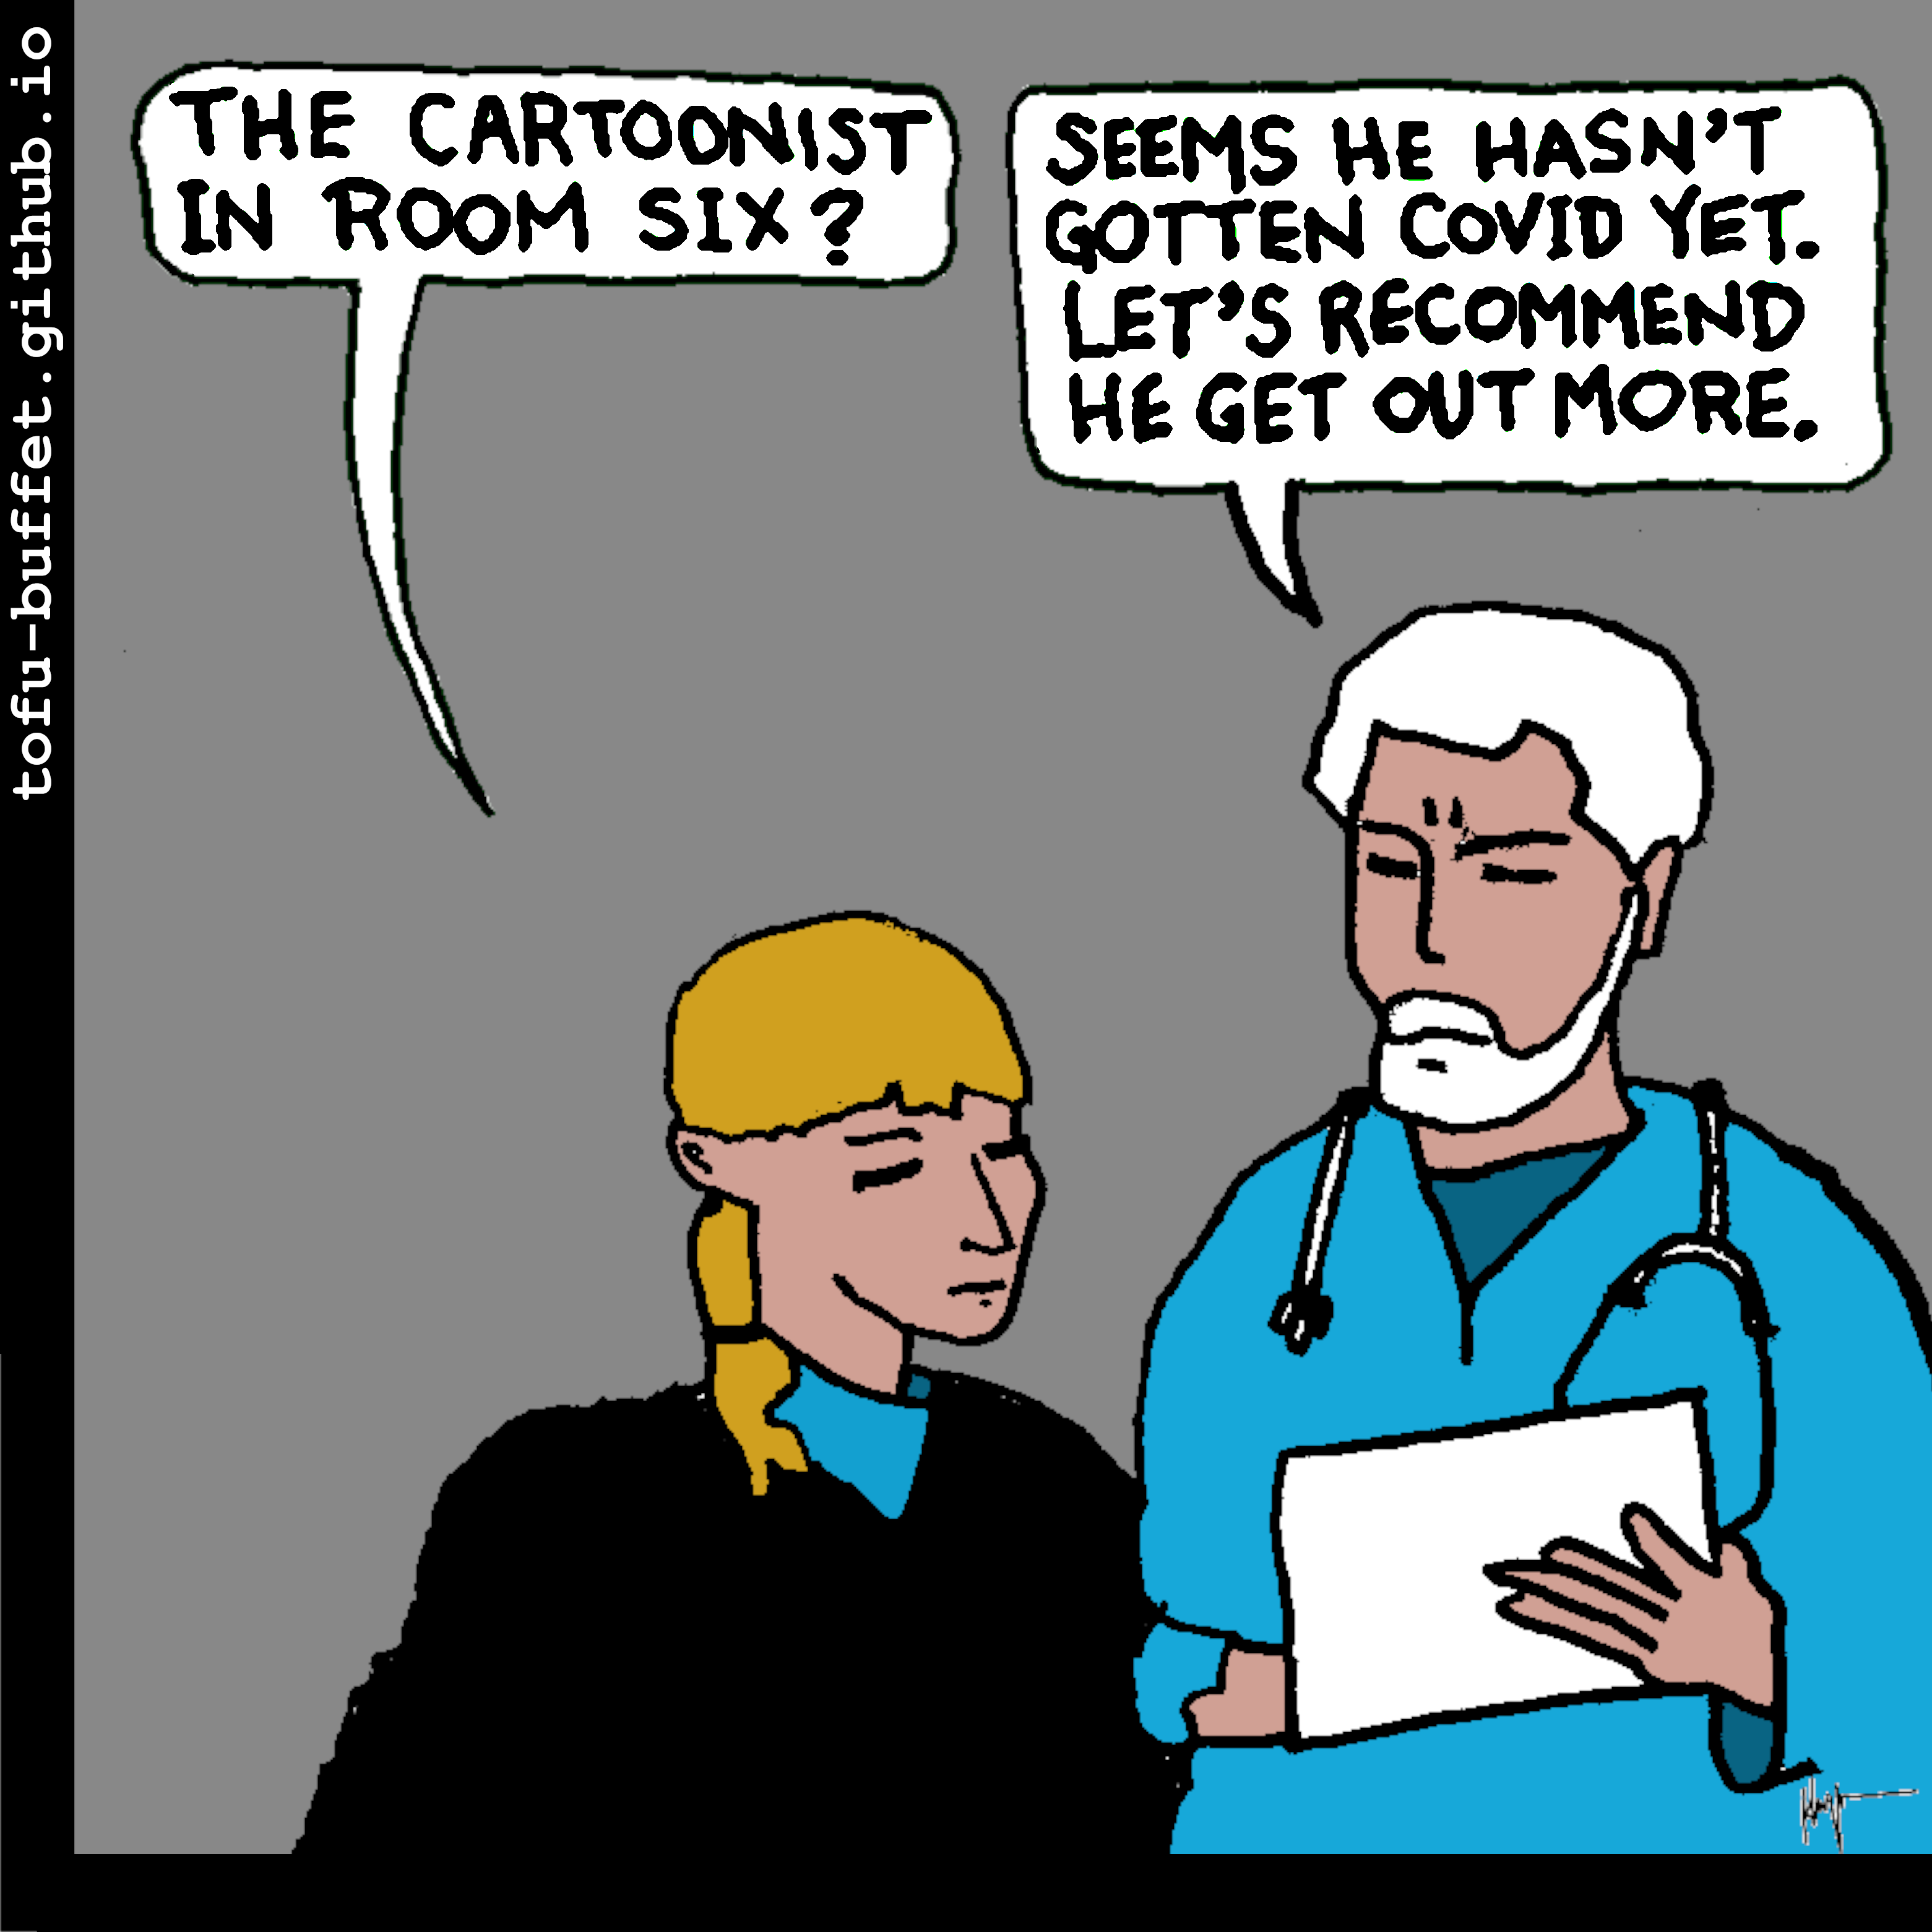 tofu-buffet.github.io
THE CARTOONIST
IN ROOM SIX?
SEEMS HE HASN'T
GOTTEN COVID YET.
LET'S RECOMMEND
HE GET OUT MORE.